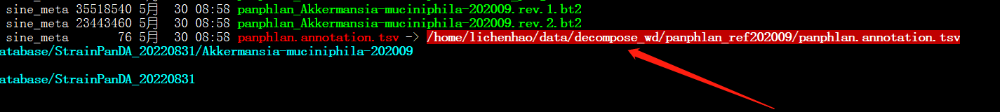 sine_meta 35518540 5月 30 08:58 panphlan_Akkermansia-muciniphila-202009.rev.1.bt2
sine_meta 23443460 5月 30 08:58 panphlan_Akkermansia-muciniphila-202009.rev.2.bt2
sine_meta 76 5月 30 08:58 panphlan.annotation.tsv -> /home/lichenhao/data/decompose_wd/panphlan_ref202009/panphlan.annotation.tsv
atabase/StrainPanDA_20220831/Akkermansia-muciniphila-202009
atabase/StrainPanDA_20220831